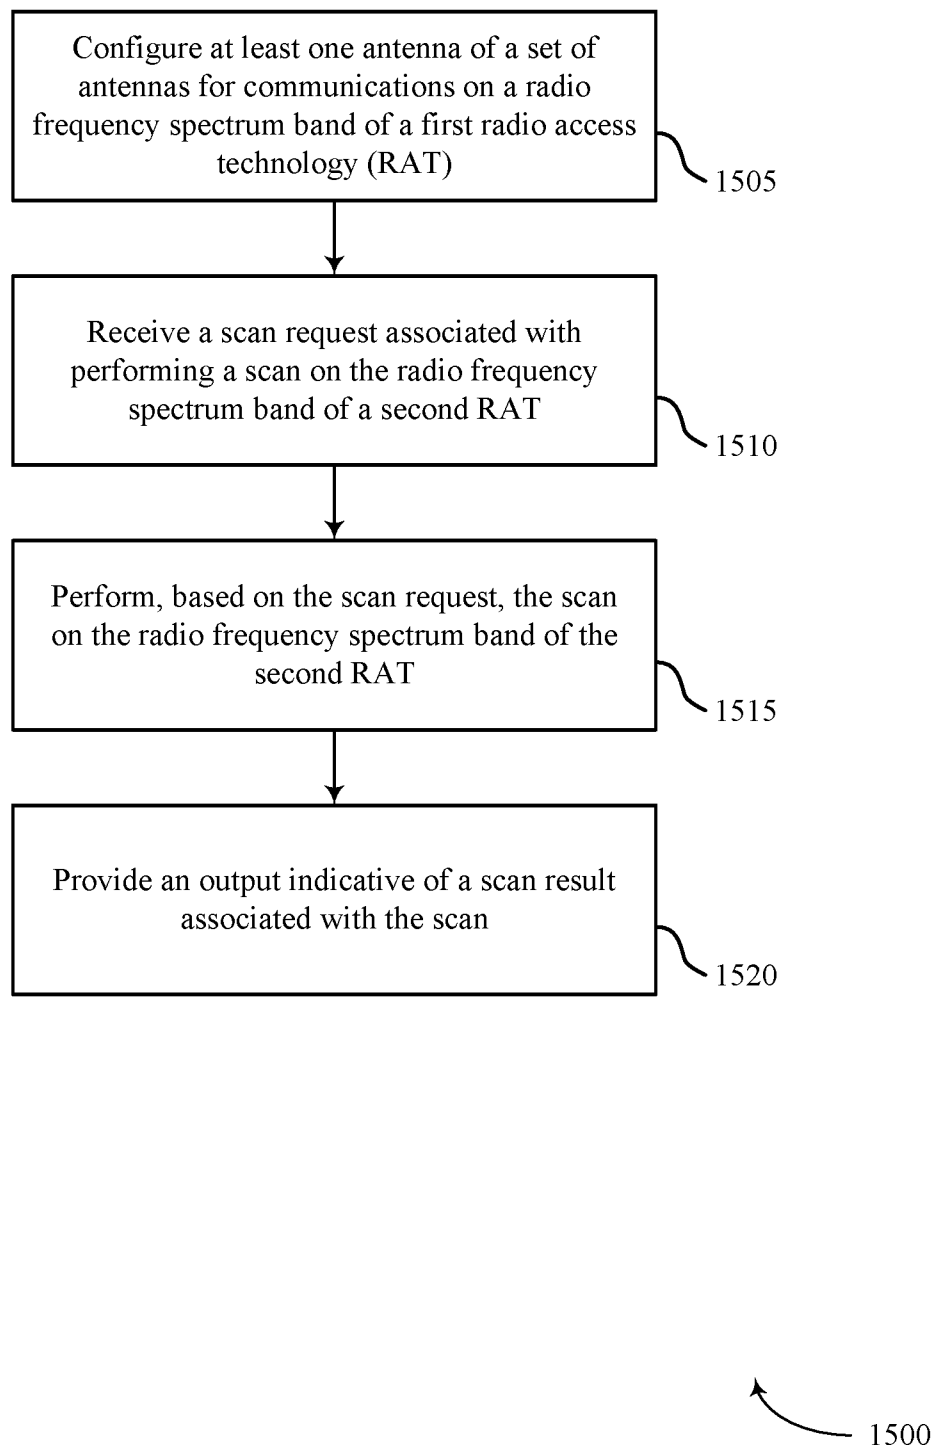 Configure at least one antenna of a set of
antennas for communications on a radio
frequency spectrum band of a first radio access
technology (RAT)
1505
Receive a scan request associated with
performing a scan on the radio frequency
spectrum band of a second RAT
1510
Perform, based on the scan request, the scan
on the radio frequency spectrum band of the
second RAT
1515
Provide an output indicative of a scan result
associated with the scan
1520
1500